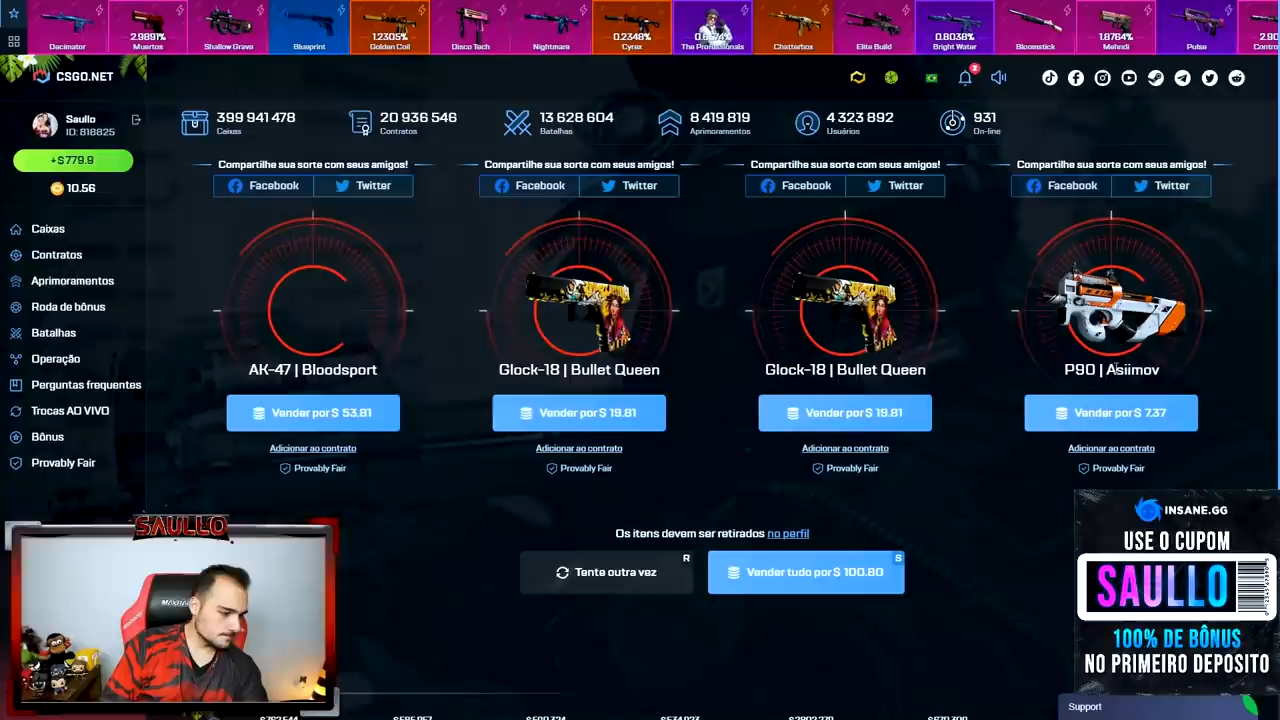 Decimator
2.9891%
Muertos
Shallow Grave
Blueprint
1.2305%
Golden Coil
Disco Tech
Nightmare
0.2348%
Cyrex
The Professionals
Chatterbox
Elite Build
0.8038%
Bright Water
Bloomstick
1.8764%
Mehndi
Pulse
2.90
Contro
CSGO.NET
2
Saullo
ID: 818825
+$779.9
10.56
399 941 478
Caixas
20 936 546
Contratos
13 628 604
Batalhas
8 419 819
Aprimoramentos
4 323 892
Usuários
931
On-line
Caixas
Contratos
Aprimoramentos
Roda de bônus
Batalhas
Operação
Perguntas frequentes
Trocas AO VIVO
Bônus
Provably Fair
Compartilhe sua sorte com seus amigos!
Facebook
Twitter
AK-47 | Bloodsport
Vender por $ 53.81
Adicionar ao contrato
Provably Fair
Compartilhe sua sorte com seus amigos!
Facebook
Twitter
Glock-18 | Bullet Queen
Vender por $ 19.81
Adicionar ao contrato
Provably Fair
Compartilhe sua sorte com seus amigos!
Facebook
Twitter
Glock-18 | Bullet Queen
Vender por $ 19.81
Adicionar ao contrato
Provably Fair
Compartilhe sua sorte com seus amigos!
Facebook
Twitter
P90 | Asiimov
Vender por $ 7.37
Adicionar ao contrato
Provably Fair
Os itens devem ser retirados no perfil
Tente outra vez
R
Vender tudo por $ 100.80
S
SAULLO
INSANE.GG
USE O CUPOM
SAULLO
100% DE BÔNUS
NO PRIMEIRO DEPOSITO
Support